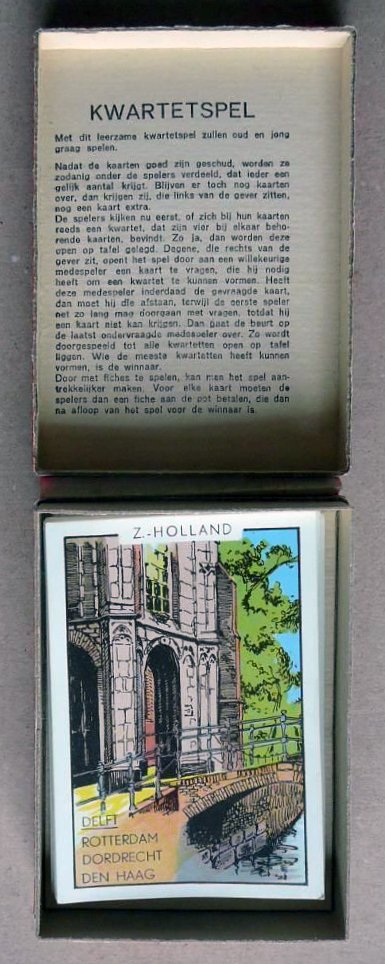 KWARTETSPEL
Met dit leerzame kwartetspel zullen oud en jong
graag spelen.
Nadat de kaarten goed zijn geschud, worden ze
zodanig onder de spelers verdeeld, dat ieder een
gelijk aantal krijgt. Blijven er toch nog kaarten
over, dan krijgen zij, die links van de gever zitten,
nog een kaart extra.
De spelers kijken nu eerst, of zich bij hun kaarten
reeds een kwartet, dat zijn vier bij elkaar beho-
rende kaarten, bevindt. Zo ja, dan worden deze
open op tafel gelegd. Degene, die rechts van de
gever zit, opent het spel door aan een willekeurige
medespeler een kaart te vragen, die hij nodig
heeft om een kwartet te kunnen vormen. Heeft
deze medespeler inderdaad de gevraagde kaart,
dan moet hij die afstaan, terwijl de eerste speler
net zo lang mag doorgaan met vragen, totdat hij
een kaart niet kan krijgen. Dan gaat de beurt op
de laatst ondervraagde medespeler over. Zo wordt
doorgespeeld tot alle kwartetten open op tafel
liggen. Wie de meeste kwartetten heeft kunnen
vormen, is de winnaar.
Door met fiches te spelen, kan men het spel aan-
trekkelijker maken. Voor elke kaart moeten de
spelers dan een fiche aan de pot betalen, die dan
na afloop van het spel voor de winnaar is.
Z.-HOLLAND
DELFT
ROTTERDAM
DORDRECHT
DEN HAAG